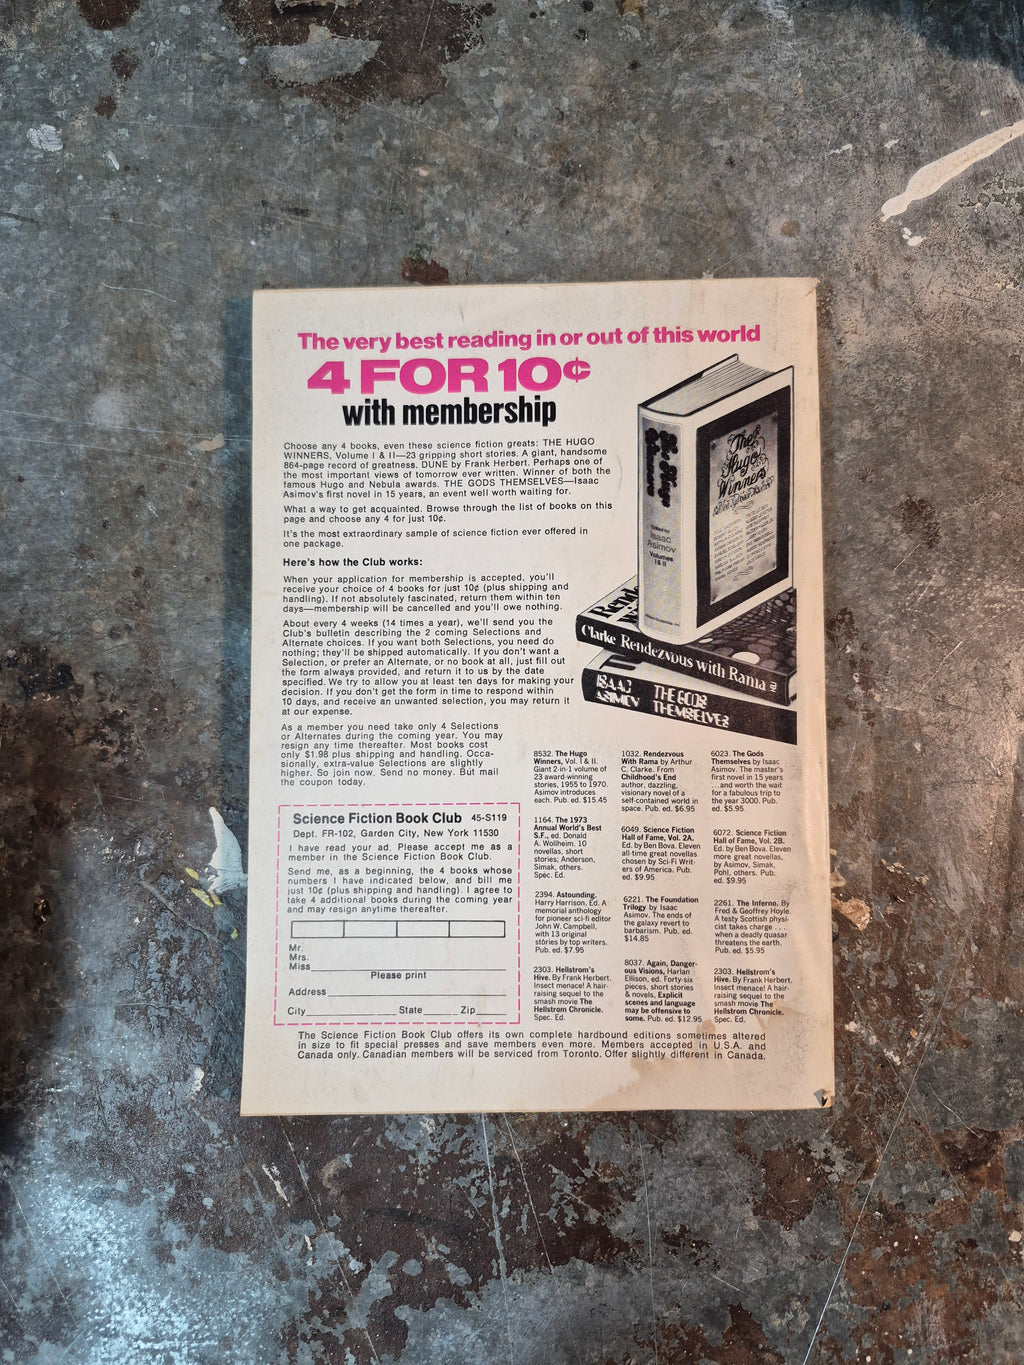 The very best reading in or out of this world
4 FOR 10¢
with membership
Choose any 4 books, even these science fiction greats: THE HUGO
WINNERS, Volume I & II—23 gripping short stories. A giant, handsome
864-page record of greatness. DUNE by Frank Herbert. Perhaps one of
the most important views of tomorrow ever written. Winner of both the
famous Hugo and Nebula awards. THE GODS THEMSELVES—Isaac
Asimov's first novel in 15 years, an event well worth waiting for.
What a way to get acquainted. Browse through the list of books on this
page and choose any 4 for just 10¢.
It's the most extraordinary sample of science fiction ever offered in
one package.
Here's how the Club works:
When your application for membership is accepted, you'll
receive your choice of 4 books for just 10¢ (plus shipping and
handling). If not absolutely fascinated, return them within ten
days—membership will be cancelled and you'll owe nothing.
About every 4 weeks (14 times a year), we'll send you the
Club's bulletin describing the 2 coming Selections and
Alternate choices. If you want both Selections, you need do
nothing; they'll be shipped automatically. If you don't want a
Selection, or prefer an Alternate, or no book at all, just fill out
the form always provided, and return it to us by the date
specified. We try to allow you at least ten days for making your
decision. If you don't get the form in time to respond within
10 days, and receive an unwanted selection, you may return it
at our expense.
As a member you need take only 4 Selections
or Alternates during the coming year. You may
resign any time thereafter. Most books cost
only $1.98 plus shipping and handling. Occa-
sionally, extra-value Selections are slightly
higher. So join now. Send no money. But mail
the coupon today.
The Hugo Winners
Edited by
Isaac
Asimov
Volumes
I & II
The
Hugo
Winners
Clarke Rendezvous with Rama
ISAAC
ASIMOV
THE GODS
THEMSELVES
Science Fiction Book Club 45-S119
Dept. FR-102, Garden City, New York 11530
I have read your ad. Please accept me as a
member in the Science Fiction Book Club.
Send me, as a beginning, the 4 books whose
numbers I have indicated below, and bill me
just 10¢ (plus shipping and handling). I agree to
take 4 additional books during the coming year
and may resign anytime thereafter.
Mr.
Mrs.
Miss
Please print
Address
City State Zip
8532. The Hugo
Winners, Vol. I & II.
Giant 2-in-1 volume of
23 award-winning
stories, 1955 to 1970.
Asimov introduces
each. Pub. ed. $15.45
1164. The 1973
Annual World's Best
S.F., ed. Donald
A. Wollheim. 10
novellas, short
stories; Anderson,
Simak, others.
Spec. Ed.
2394. Astounding,
Harry Harrison, Ed. A
memorial anthology
for pioneer sci-fi editor
John W. Campbell,
with 13 original
stories by top writers.
Pub. ed. $7.95
2303. Hellstrom's
Hive. By Frank Herbert.
Insect menace! A hair-
raising sequel to the
smash movie The
Hellstrom Chronicle.
Spec. Ed.
1032. Rendezvous
With Rama by Arthur
C. Clarke. From
Childhood's End
author, dazzling,
visionary novel of a
self-contained world in
space. Pub. ed. $6.95
6049. Science Fiction
Hall of Fame, Vol. 2A.
Ed. by Ben Bova. Eleven
all-time great novellas
chosen by Sci-Fi Writ-
ers of America. Pub.
ed. $9.95
6221. The Foundation
Trilogy by Isaac
Asimov. The ends of
the galaxy revert to
barbarism. Pub. ed.
$14.85
8037. Again, Danger-
ous Visions, Harlan
Ellison, ed. Forty-six
pieces, short stories
& novels. Explicit
scenes and language
may be offensive to
some. Pub. ed. $12.95
6023. The Gods
Themselves by Isaac
Asimov. The master's
first novel in 15 years
...and worth the wait
for a fabulous trip to
the year 3000. Pub.
ed. $5.95
6072. Science Fiction
Hall of Fame, Vol. 2B.
Ed. by Ben Bova. Eleven
more great novellas,
by Asimov, Simak,
Pohl, others. Pub.
ed. $9.95
2261. The Inferno. By
Fred & Geoffrey Hoyle.
A testy Scottish physi-
cist takes charge . . .
when a deadly quasar
threatens the earth.
Pub. ed. $5.95
2303. Hellstrom's
Hive. By Frank Herbert.
Insect menace! A hair-
raising sequel to the
smash movie The
Hellstrom Chronicle.
Spec. Ed.
The Science Fiction Book Club offers its own complete hardbound editions sometimes altered
in size to fit special presses and save members even more. Members accepted in U.S.A. and
Canada only. Canadian members will be serviced from Toronto. Offer slightly different in Canada.